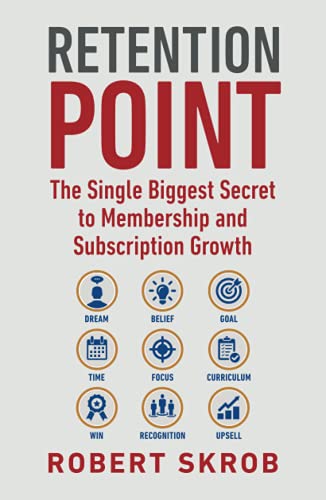 RETENTION
POINT
The Single Biggest Secret
to Membership and
Subscription Growth
DREAM BELIEF GOAL
TIME FOCUS CURRICULUM
WIN RECOGNITION UPSELL
ROBERT SKROB